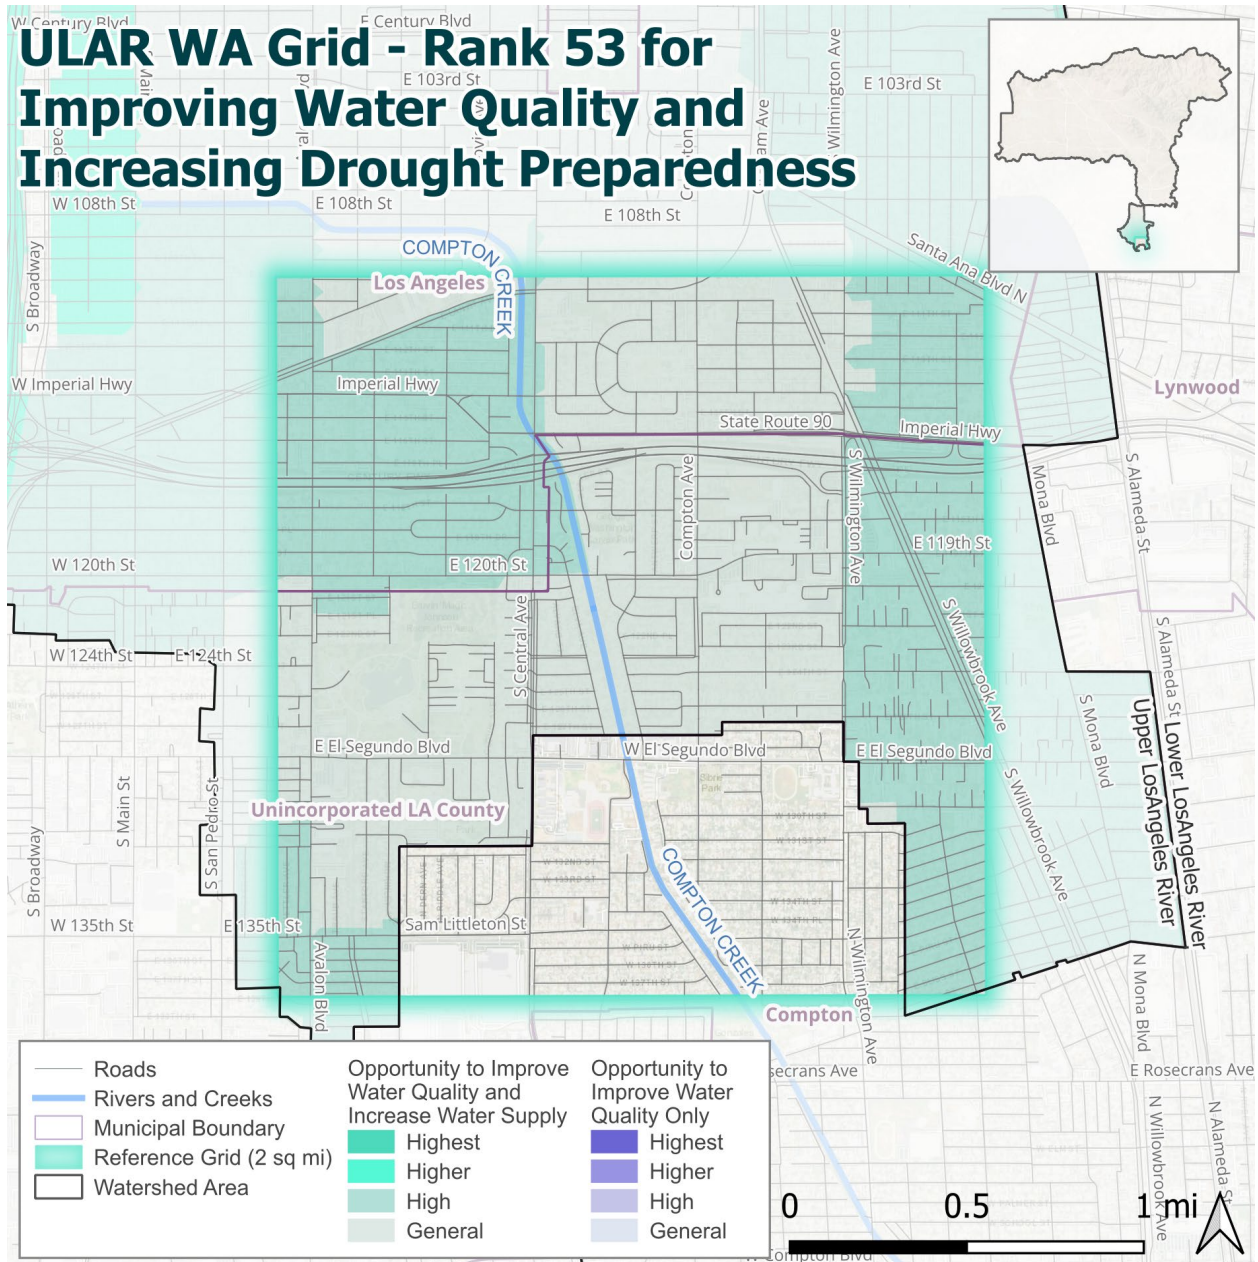 ULAR WA Grid - Rank 53 for
Improving Water Quality and
Increasing Drought Preparedness
W Century Blvd
E Century Blvd
E 103rd St
E 103rd St
S Wilmington Ave
W 108th St
E 108th St
E 108th St
S Broadway
COMPTON CREEK
Los Angeles
Santa Ana Blvd N
W Imperial Hwy
Imperial Hwy
State Route 90
Imperial Hwy
Lynwood
Compton Ave
S Wilmington Ave
Mona Blvd
S Alameda St
E 119th St
W 120th St
E 120th St
S Central Ave
S Willowbrook Ave
W 124th St
E 124th St
S Alameda St
S Mona Blvd
Upper LosAngeles River
Lower LosAngeles River
E El Segundo Blvd
W El Segundo Blvd
E El Segundo Blvd
S Main St
S San Pedro St
Unincorporated LA County
S Willowbrook Ave
S Broadway
W 135th St
E 135th St
Sam Littleton St
Avalon Blvd
COMPTON CREEK
N Wilmington Ave
Compton
N Mona Blvd
E Rosecrans Ave
N Willowbrook Ave
N Alameda St
W Compton Blvd
Roads
Rivers and Creeks
Municipal Boundary
Reference Grid (2 sq mi)
Watershed Area
Opportunity to Improve
Water Quality and
Increase Water Supply
Highest
Higher
High
General
Opportunity to
Improve Water
Quality Only
Highest
Higher
High
General
0 0.5 1 mi